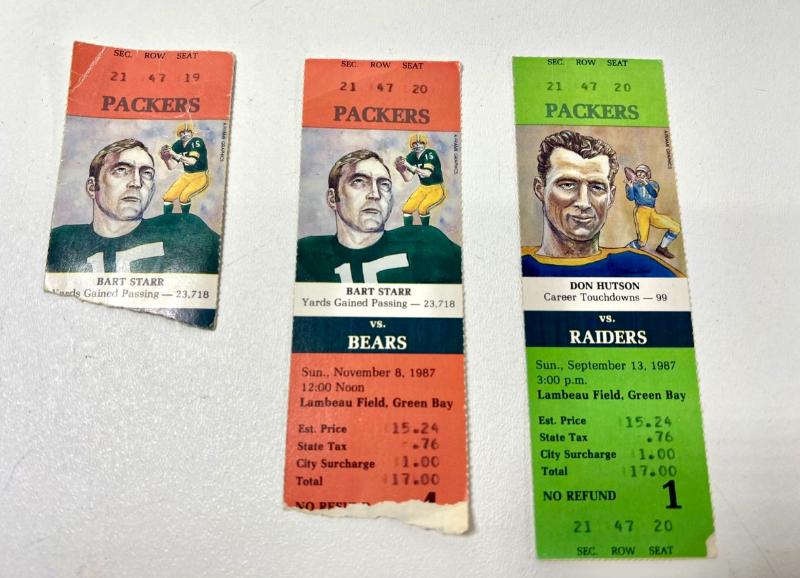 SEC. ROW SEAT
21 47 19
PACKERS
15
BART STARR
Yards Gained Passing — 23,718
SEC. ROW SEAT
21 47 20
PACKERS
15
15
BART STARR
Yards Gained Passing — 23,718
vs.
BEARS
Sun., November 8, 1987
12:00 Noon
Lambeau Field, Green Bay
Est. Price 15.24
State Tax .76
City Surcharge 1.00
Total 17.00
NO
SEC. ROW SEAT
21 47 20
PACKERS
DON HUTSON
Career Touchdowns — 99
vs.
RAIDERS
Sun., September 13, 1987
3:00 p.m.
Lambeau Field, Green Bay
Est. Price 15.24
State Tax .76
City Surcharge 1.00
Total 17.00
NO REFUND 1
21 47 20
SEC. ROW SEAT